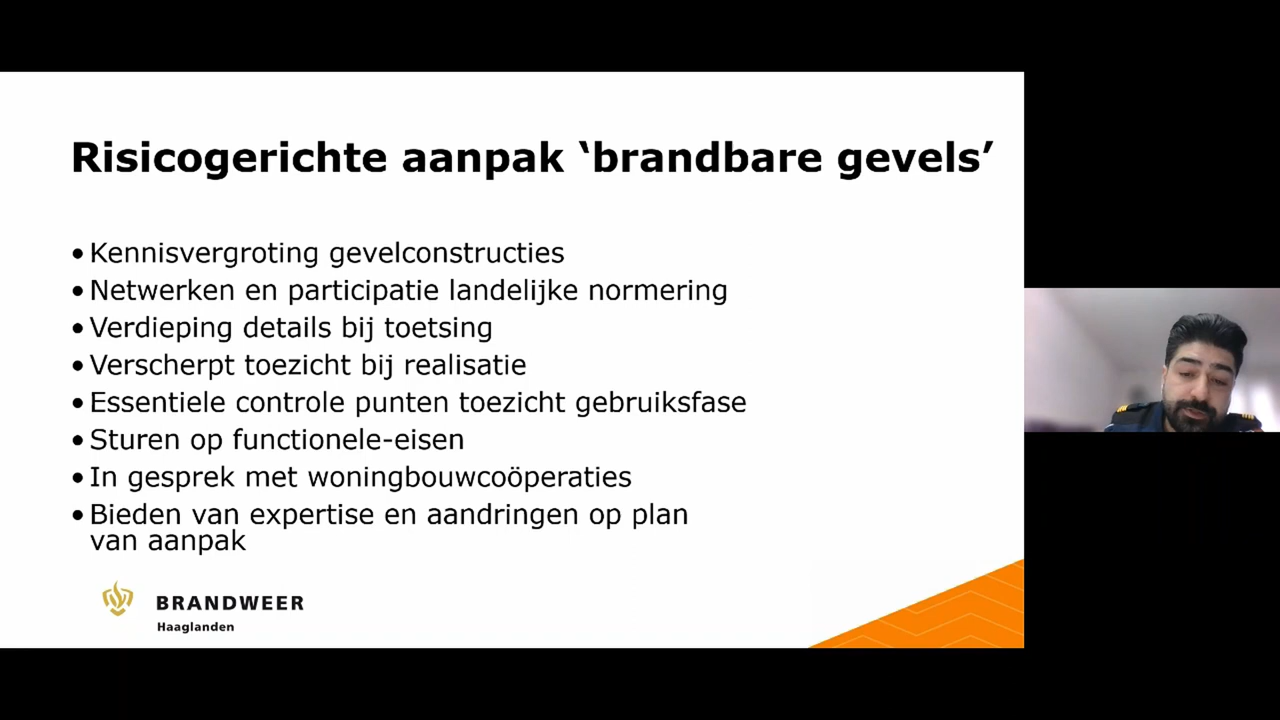 Risicogerichte aanpak ‘brandbare gevels’
• Kennisvergroting gevelconstructies
• Netwerken en participatie landelijke normering
• Verdieping details bij toetsing
• Verscherpt toezicht bij realisatie
• Essentiele controle punten toezicht gebruiksfase
• Sturen op functionele-eisen
• In gesprek met woningbouwcoöperaties
• Bieden van expertise en aandringen op plan
van aanpak
BRANDWEER
Haaglanden